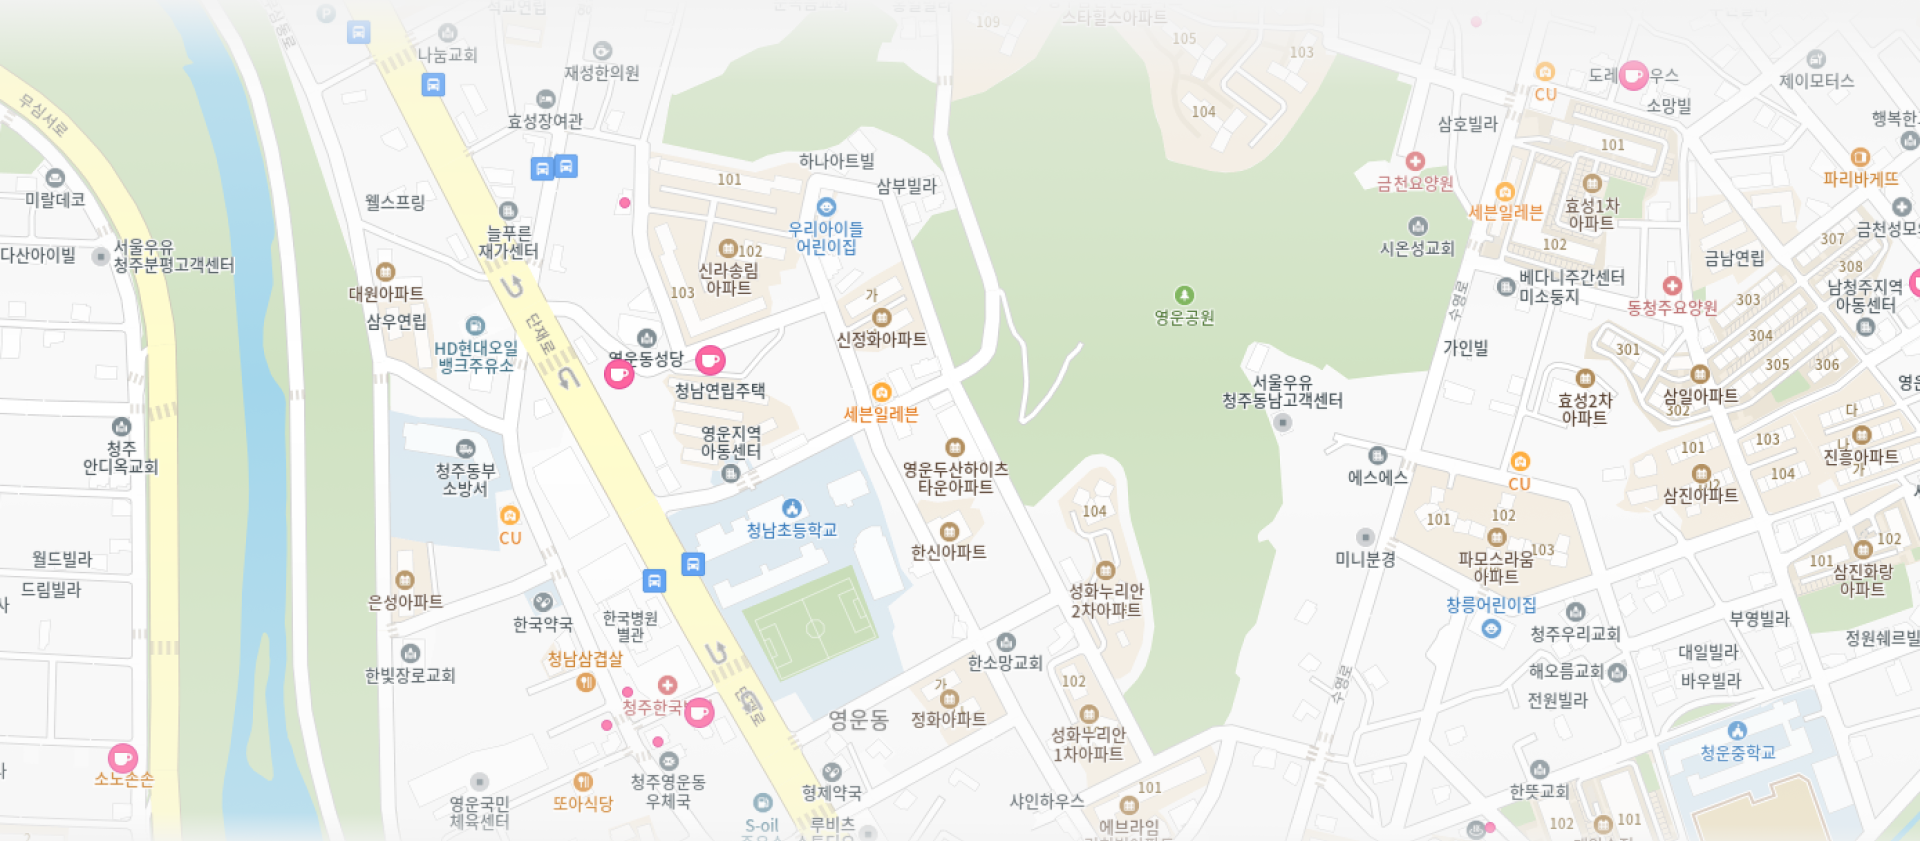 나눔교회
109
스타힐스아파트
105
103
재성한의원
도레
우스
CU
소망빌
제이모터스
104
무심서로
효성장여관
삼호빌라
101
행복한
하나아트빌
삼부빌라
금천요양원
파리바게뜨
미랄데코
웰스프링
101
세븐일레븐
효성1차
아파트
늘푸른
재가센터
우리아이들
어린이집
시온성교회
102
307
금천성모
다산아이빌
서울우유
청주분평고객센터
102
신라송림
아파트
금남연립
308
대원아파트
103
가
베다니주간센터
미소둥지
남청주지역
아동센터
삼우연립
단재로
영운공원
수영로
동청주요양원
303
HD현대오일
뱅크주유소
영운동성당
신정화아파트
가인빌
301
304
305
306
청남연립주택
서울우유
청주동남고객센터
효성2차
아파트
삼일아파트
302
세븐일레븐
청주
안디옥교회
영운지역
아동센터
다
나
101
103
진흥아파트
가
청주동부
소방서
영운두산하이츠
타운아파트
에스에스
CU
104
삼진아파트
102
CU
청남초등학교
104
101
102
한신아파트
미니분경
파모스라움
아파트
103
102
101
삼진화랑
아파트
월드빌라
드림빌라
은성아파트
성화누리안
2차아파트
창릉어린이집
한국약국
한국병원
별관
청주우리교회
부영빌라
정원쉐르빌
청남삼겹살
한소망교회
대일빌라
한빛장로교회
해오름교회
바우빌라
청주한국
가
102
수영로
전원빌라
단재로
영운동
정화아파트
성화누리안
1차아파트
청운중학교
소노손손
청주영운동
우체국
형제약국
101
한뜻교회
영운국민
체육센터
또아식당
샤인하우스
S-oil
루비츠
에브라임
102
101